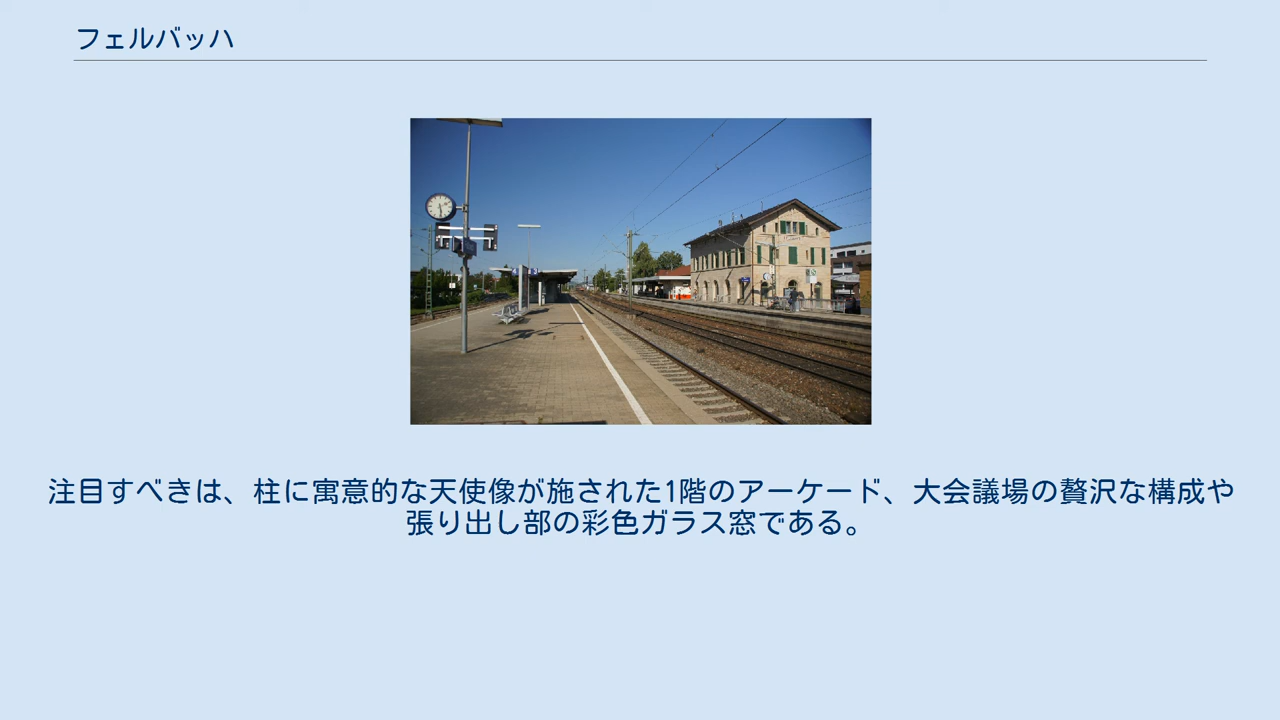 フェルバッハ
注目すべきは、柱に寓意的な天使像が施された1階のアーケード、大会議場の贅沢な構成や
張り出し部の彩色ガラス窓である。